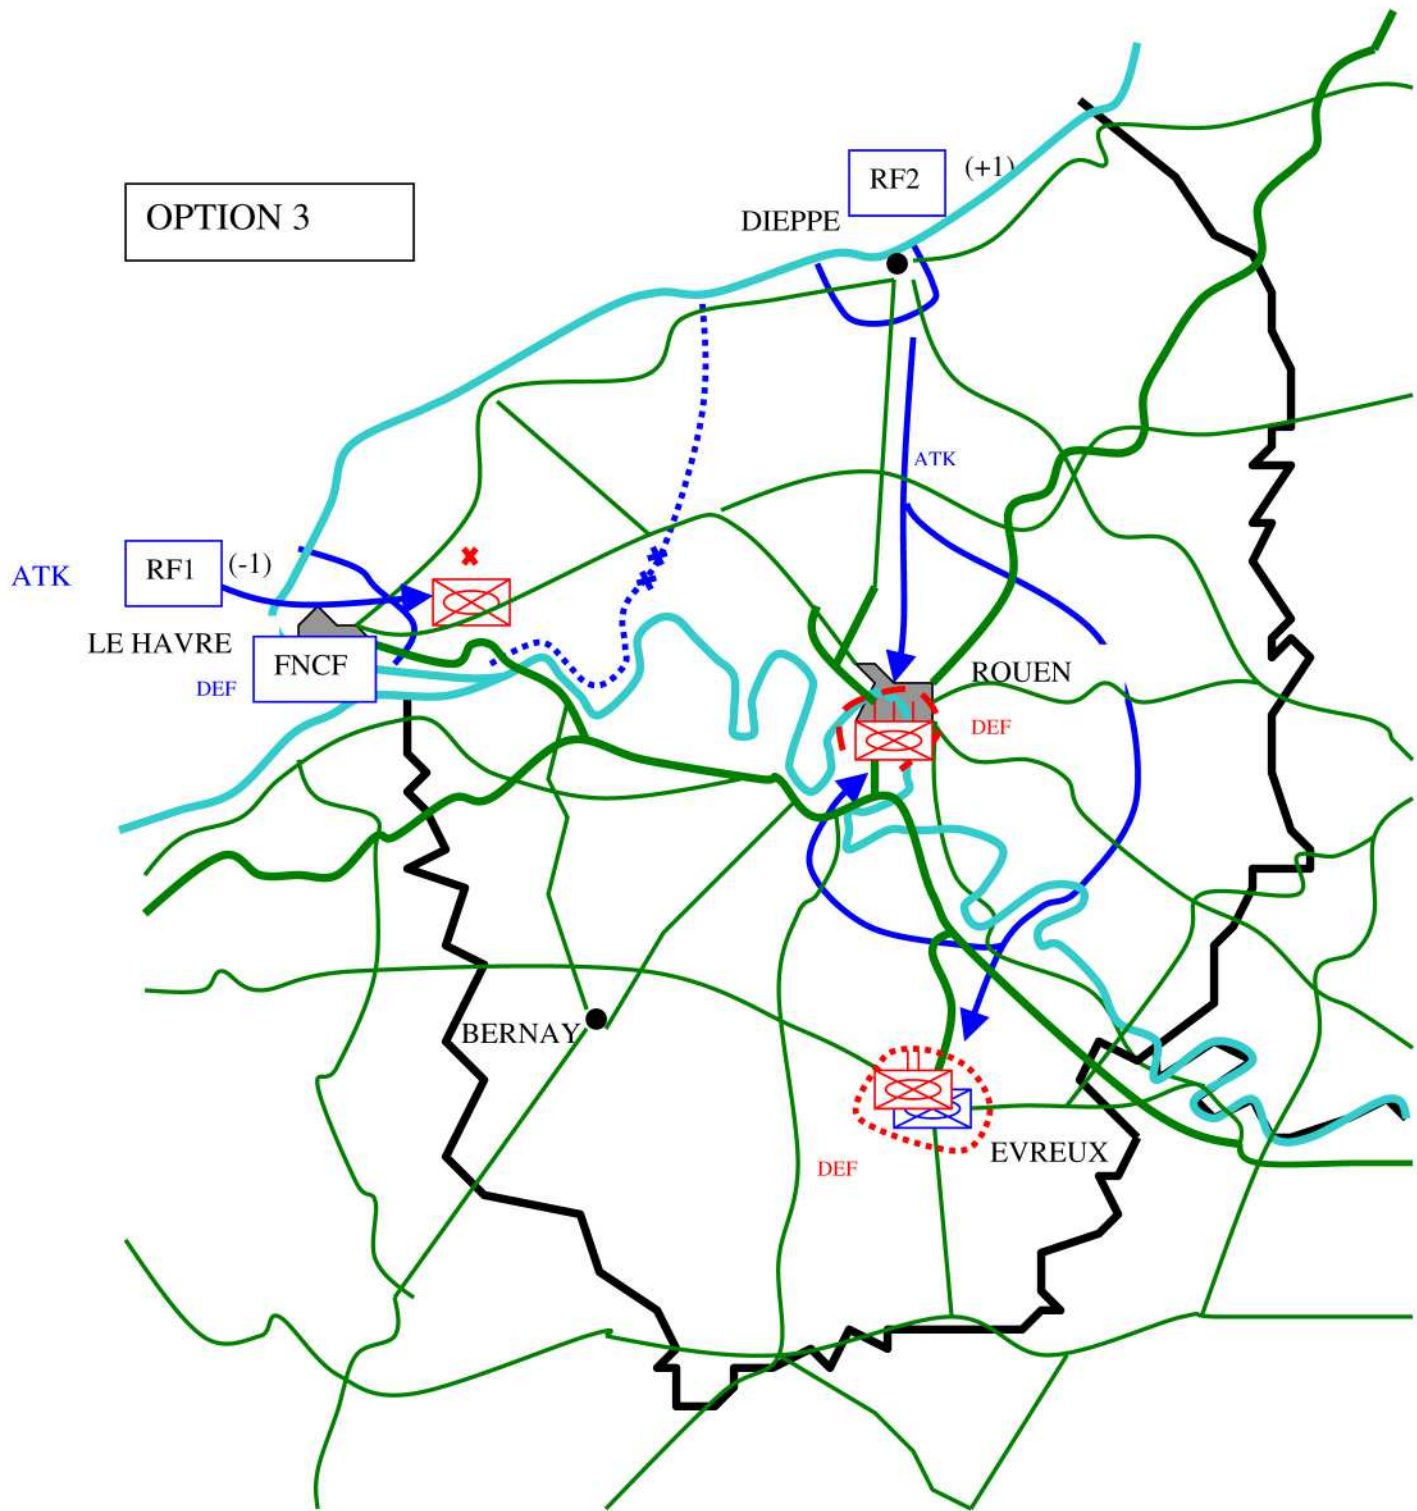 RF2 (+1)
OPTION 3
DIEPPE
ATK
ATK RF1 (-1)
LE HAVRE
FNCF
DEF
ROUEN
DEF
BERNAY
EVREUX
DEF